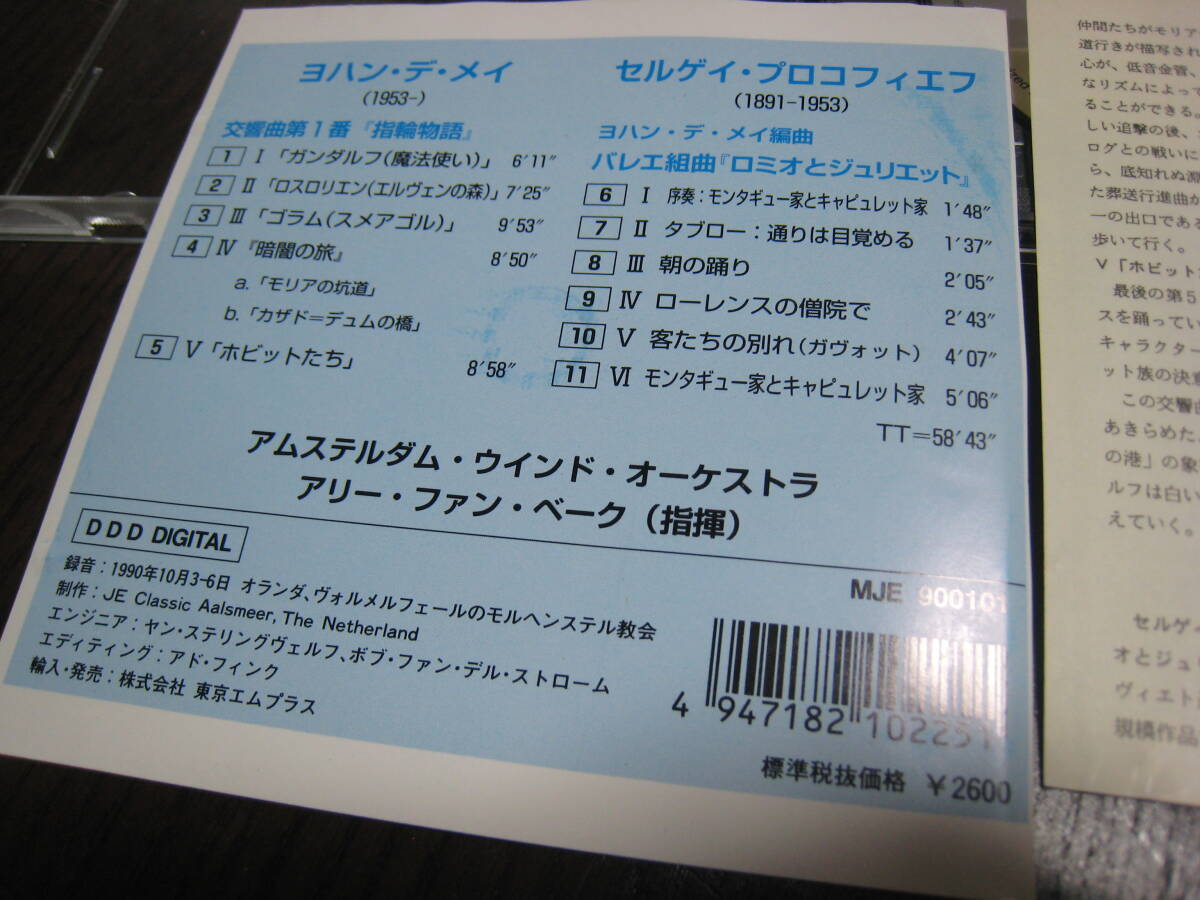 ヨハン・デ・メイ
(1953-)
交響曲第1番『指輪物語』
1 Ⅰ「ガンダルフ(魔法使い)」 6'11"
2 Ⅱ「ロスロリエン(エルヴェンの森)」 7'25"
3 Ⅲ「ゴラム(スメアゴル)」 9'53"
4 Ⅳ『暗闇の旅』 8'50"
a.「モリアの坑道」
b.「カザド=デュムの橋」
5 Ⅴ「ホビットたち」 8'58"
セルゲイ・プロコフィエフ
(1891-1953)
ヨハン・デ・メイ編曲
バレエ組曲『ロミオとジュリエット』
6 Ⅰ 序奏:モンタギュー家とキャピュレット家 1'48"
7 Ⅱ タブロー:通りは目覚める 1'37"
8 Ⅲ 朝の踊り 2'05"
9 Ⅳ ローレンスの僧院で 2'43"
10 Ⅴ 客たちの別れ(ガヴォット) 4'07"
11 Ⅵ モンタギュー家とキャピュレット家 5'06"
TT=58'43"
アムステルダム・ウインド・オーケストラ
アリー・ファン・ベーク(指揮)
DDD DIGITAL
録音:1990年10月3-6日 オランダ、ヴォルメルフェールのモルヘンステル教会
制作:JE Classic Aalsmeer, The Netherland
エンジニア:ヤン・ステリングヴェルフ、ボブ・ファン・デル・ストローム
エディティング:アド・フィンク
輸入・発売:株式会社 東京エムプラス
MJE 900101
4 947182 102251
標準税抜価格 ¥2600
仲間たちがモリア
道行きが描写され
心が、低音金管、
なリズムによって
ることができる。
しい追撃の後、
ログとの戦いに
ら、底知れぬ淵
た葬送行進曲が
一の出口である
歩いて行く。
Ⅴ「ホビット
最後の第5
スを踊ってい
キャラクター
ット族の決意
この交響曲
あきらめた
の港」の象
ルフは白い
えていく。
セルゲイ
オとジュリ
ヴィエト
規模作品